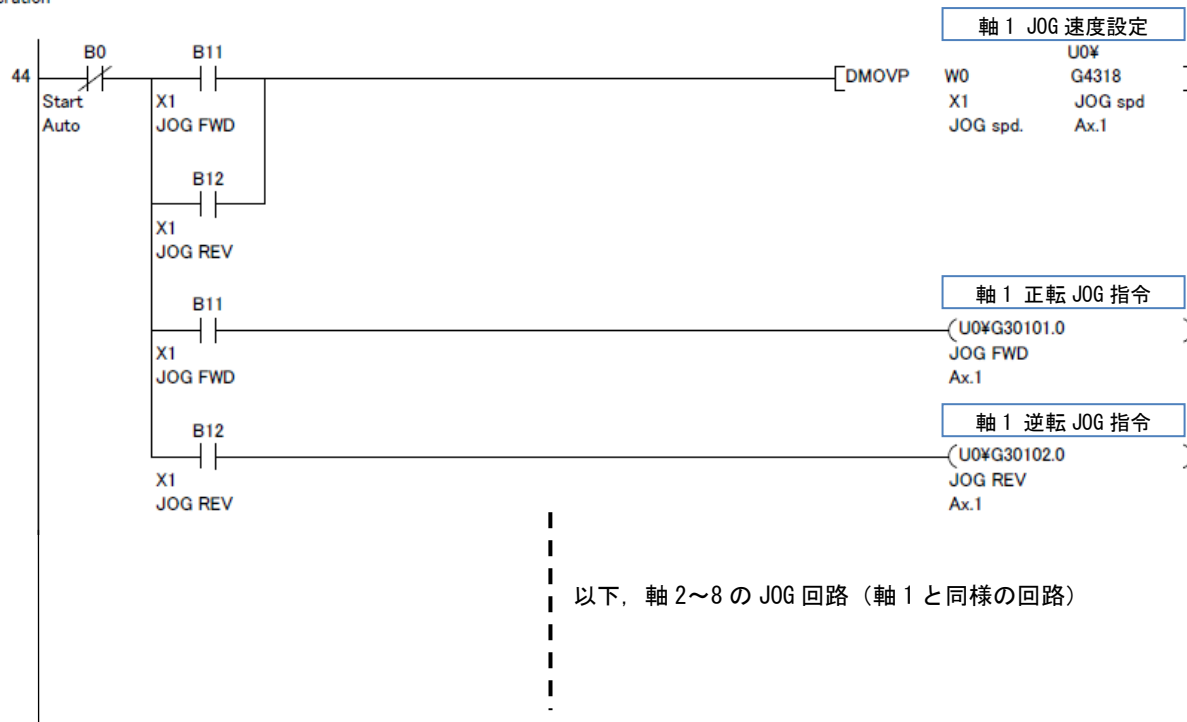 軸1 JOG 速度設定
B0 B11 U0¥
44 DMOVP W0 G4318
Start X1 X1 JOG spd
Auto JOG FWD JOG spd. Ax.1
B12
X1
JOG REV
軸1 正転 JOG 指令
B11
U0¥G30101.0
X1 JOG FWD
JOG FWD Ax.1
軸1 逆転 JOG 指令
B12
U0¥G30102.0
X1 JOG REV
JOG REV Ax.1
以下, 軸2~8の JOG 回路（軸1と同様の回路）